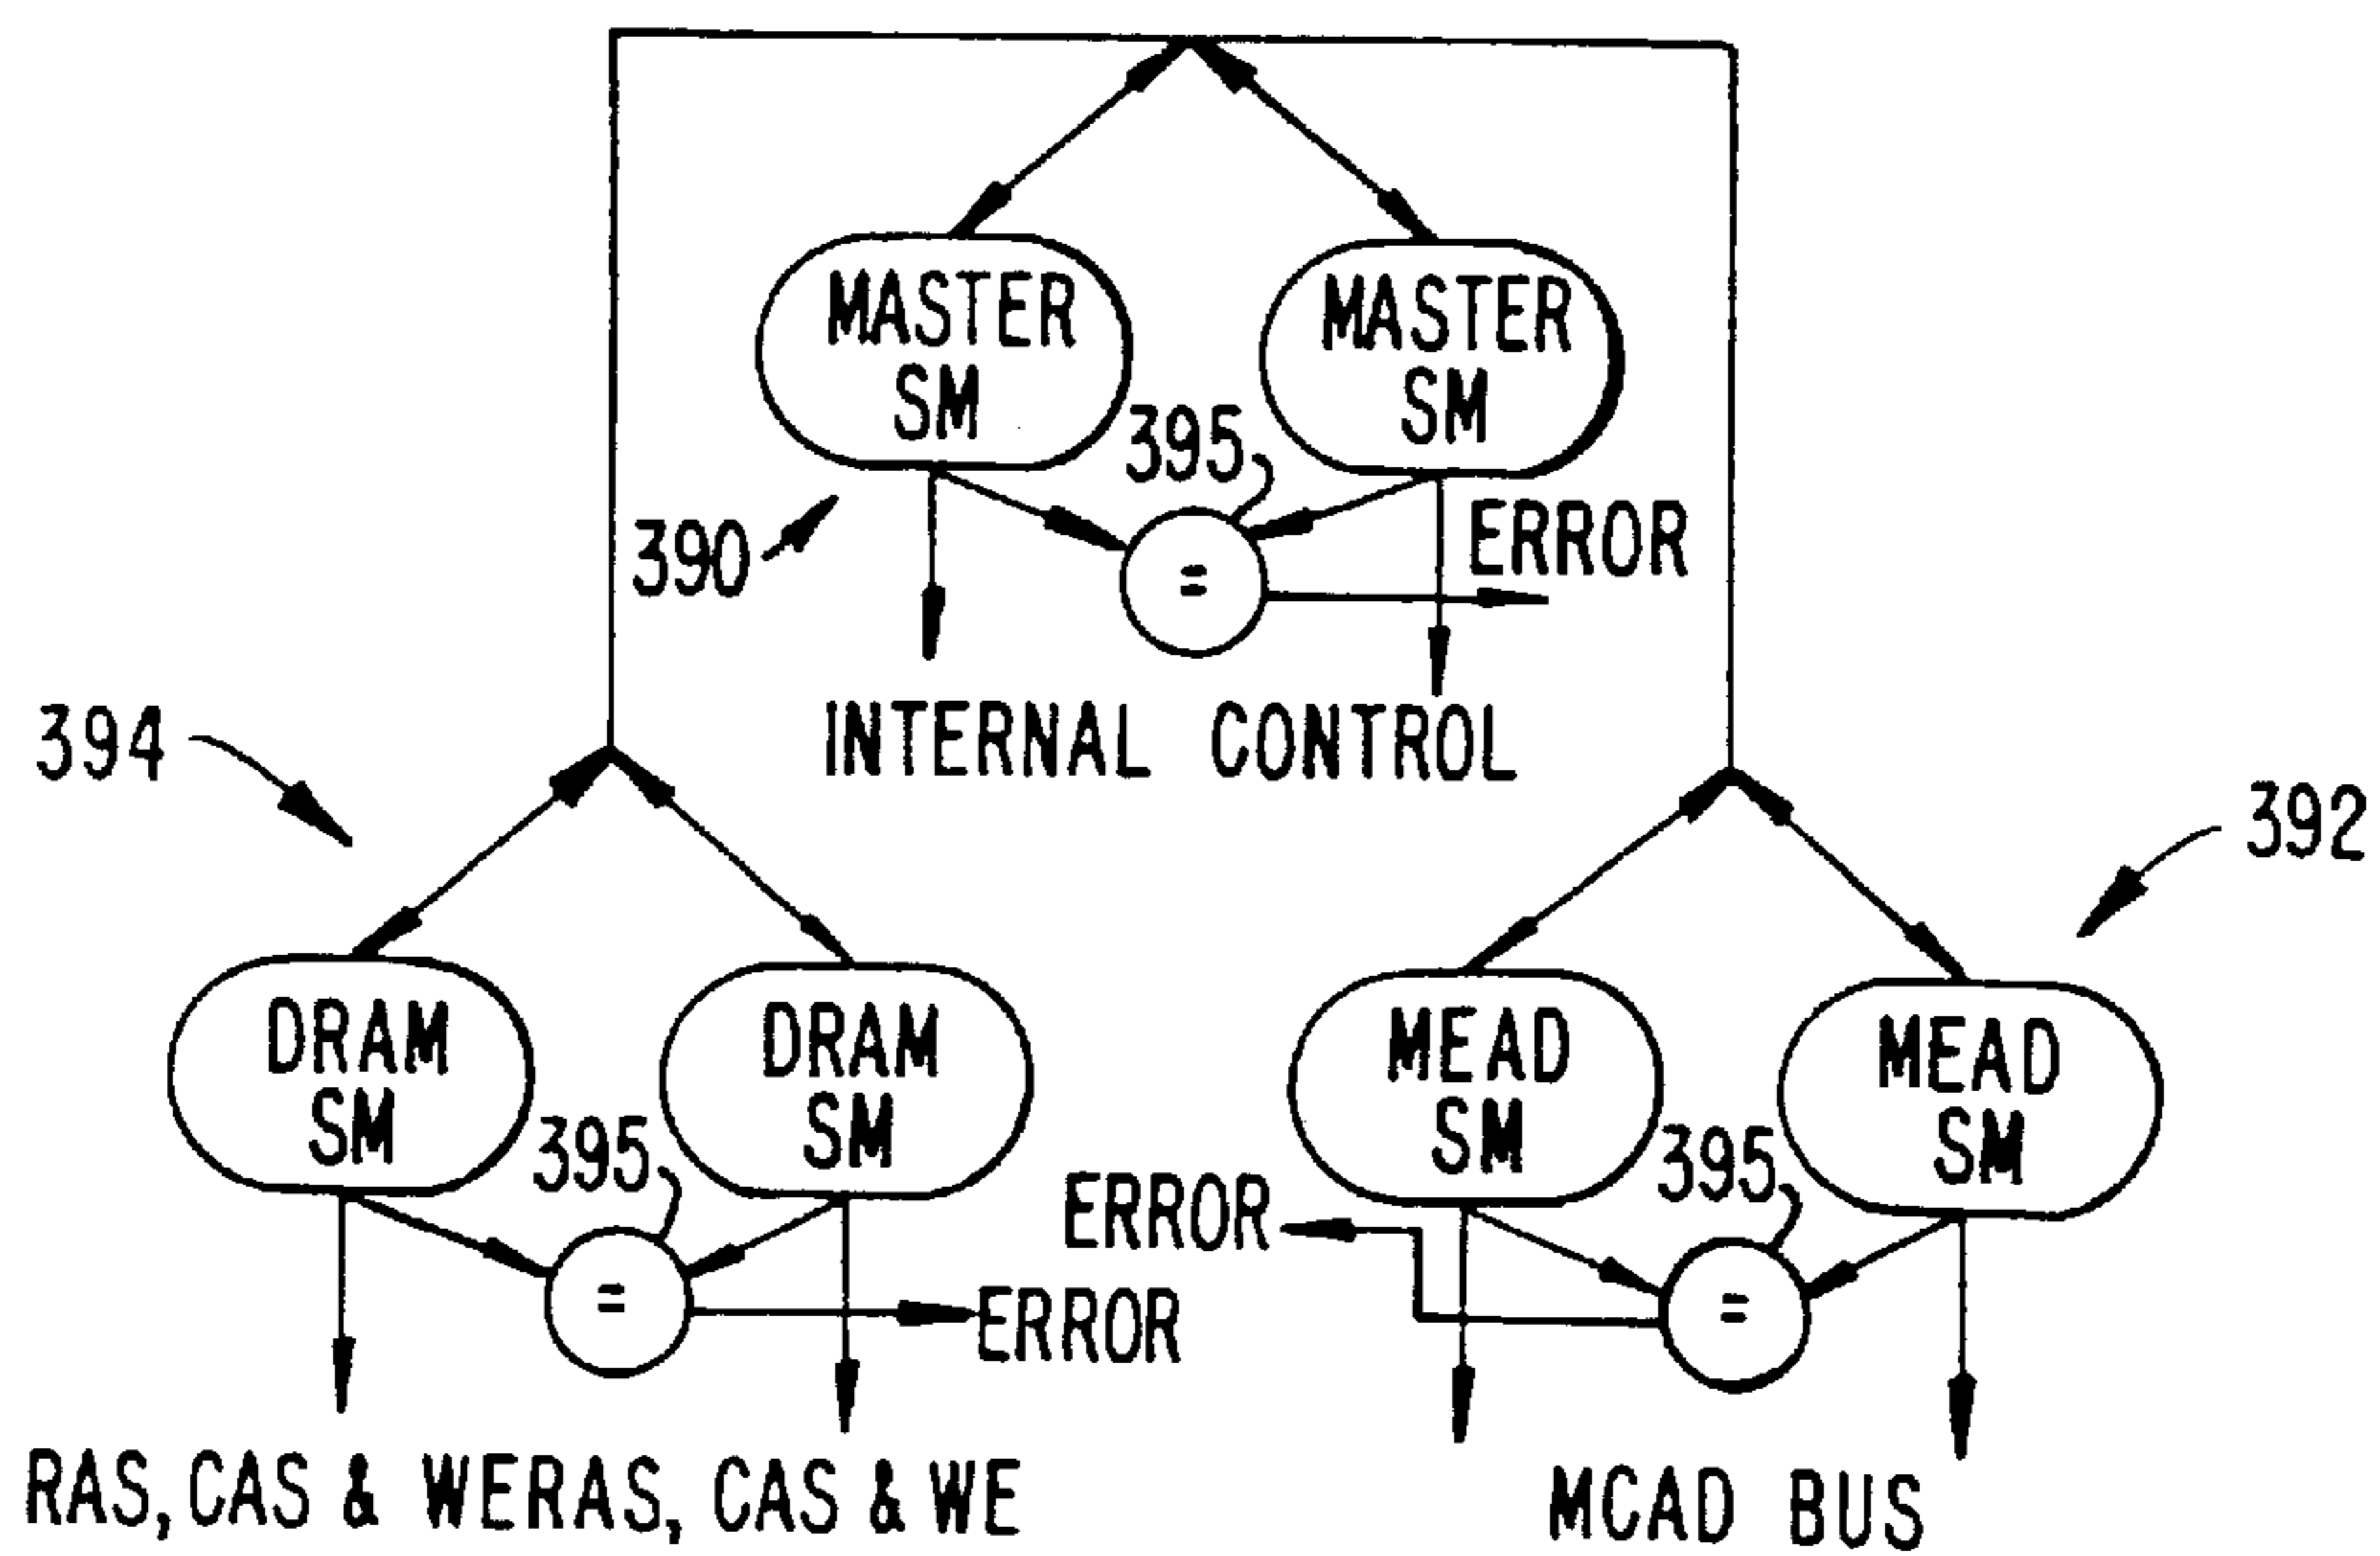 MASTER
SM
MASTER
SM
395
390
=
ERROR
INTERNAL CONTROL
394
392
DRAM
SM
DRAM
SM
395
=
ERROR
MEAD
SM
MEAD
SM
395
=
ERROR
RAS, CAS & WERAS, CAS & WE
MCAD BUS